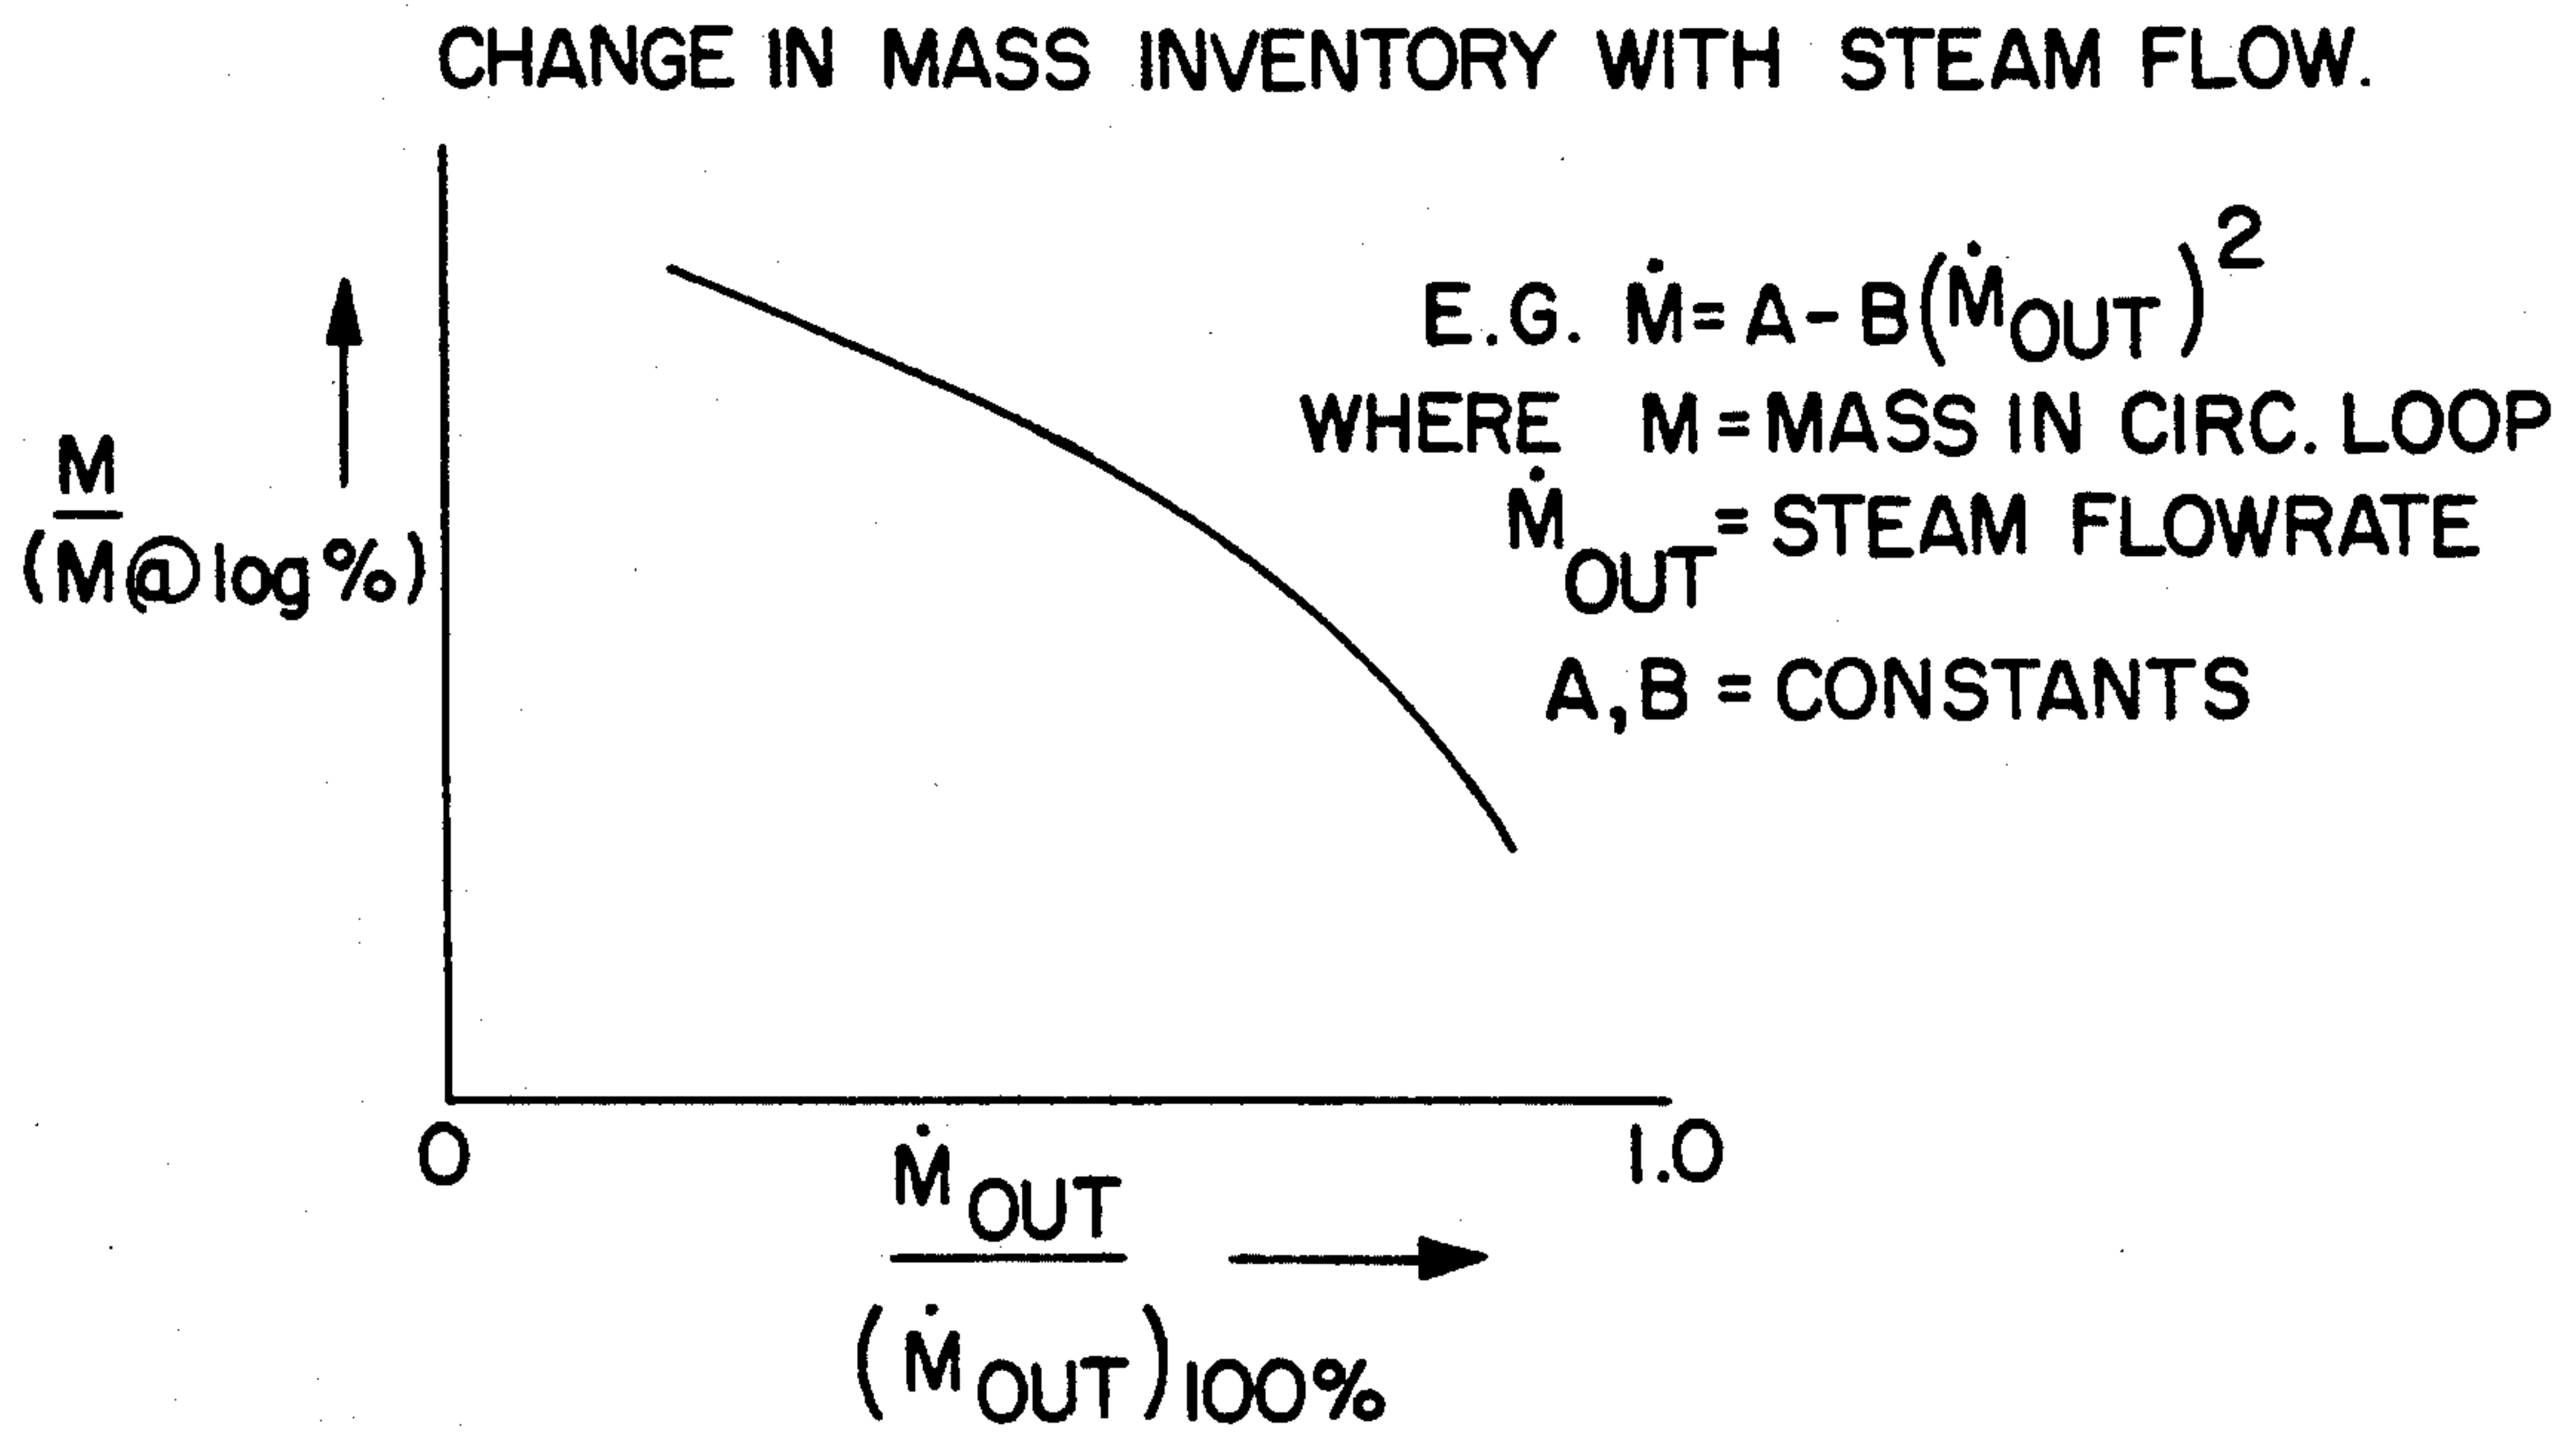 CHANGE IN MASS INVENTORY WITH STEAM FLOW.
E.G. Ṁ = A - B(ṀOUT)²
WHERE M = MASS IN CIRC. LOOP
ṀOUT = STEAM FLOWRATE
A,B = CONSTANTS
M
(M@log%)
0
1.0
ṀOUT
(ṀOUT)100%